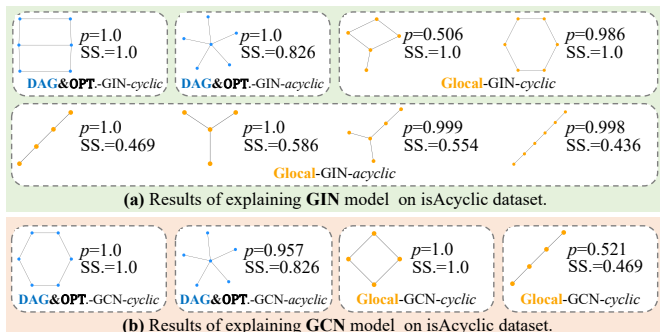 p=1.0
SS.=1.0
DAG&OPT.-GIN-cyclic
p=1.0
SS.=0.826
DAG&OPT.-GIN-acyclic
p=0.506
SS.=1.0
p=0.986
SS.=1.0
Glocal-GIN-cyclic
p=1.0
SS.=0.469
p=1.0
SS.=0.586
p=0.999
SS.=0.554
p=0.998
SS.=0.436
Glocal-GIN-acyclic
(a) Results of explaining GIN model on isAcyclic dataset.
p=1.0
SS.=1.0
DAG&OPT.-GCN-cyclic
p=0.957
SS.=0.826
DAG&OPT.-GCN-acyclic
p=1.0
SS.=1.0
Glocal-GCN-cyclic
p=0.521
SS.=0.469
Glocal-GCN-cyclic
(b) Results of explaining GCN model on isAcyclic dataset.